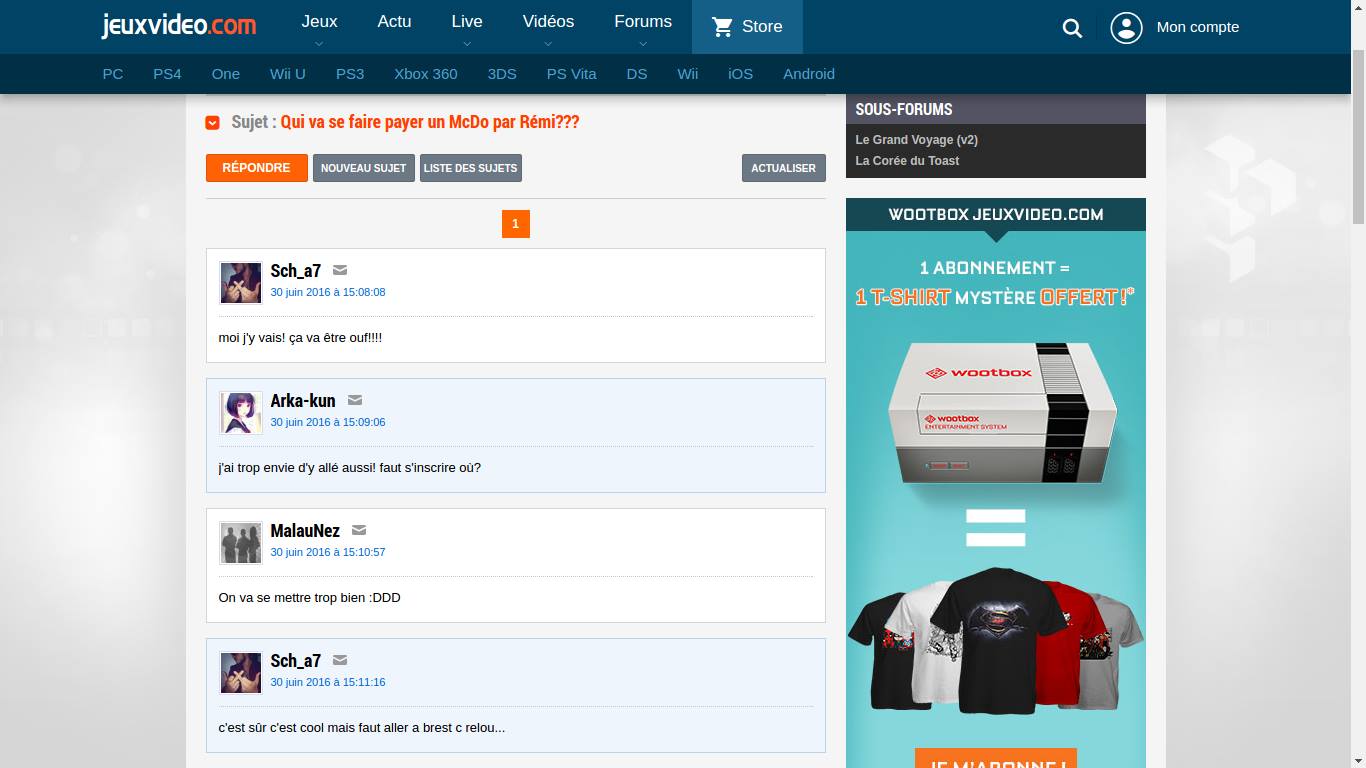 jeuxvideo.com
Jeux
Actu
Live
Vidéos
Forums
Store
Mon compte
PC
PS4
One
Wii U
PS3
Xbox 360
3DS
PS Vita
DS
Wii
iOS
Android
Sujet : Qui va se faire payer un McDo par Rémi???
RÉPONDRE
NOUVEAU SUJET
LISTE DES SUJETS
ACTUALISER
1
Sch_a7
30 juin 2016 à 15:08:08
moi j'y vais! ça va être ouf!!!!
Arka-kun
30 juin 2016 à 15:09:06
j'ai trop envie d'y allé aussi! faut s'inscrire où?
MalauNez
30 juin 2016 à 15:10:57
On va se mettre trop bien :DDD
Sch_a7
30 juin 2016 à 15:11:16
c'est sûr c'est cool mais faut aller a brest c relou...
SOUS-FORUMS
Le Grand Voyage (v2)
La Corée du Toast
WOOTBOX JEUXVIDEO.COM
1 ABONNEMENT =
1 T-SHIRT MYSTÈRE OFFERT !*
wootbox
wootbox
ENTERTAINMENT SYSTEM
JE M'ABONNE !